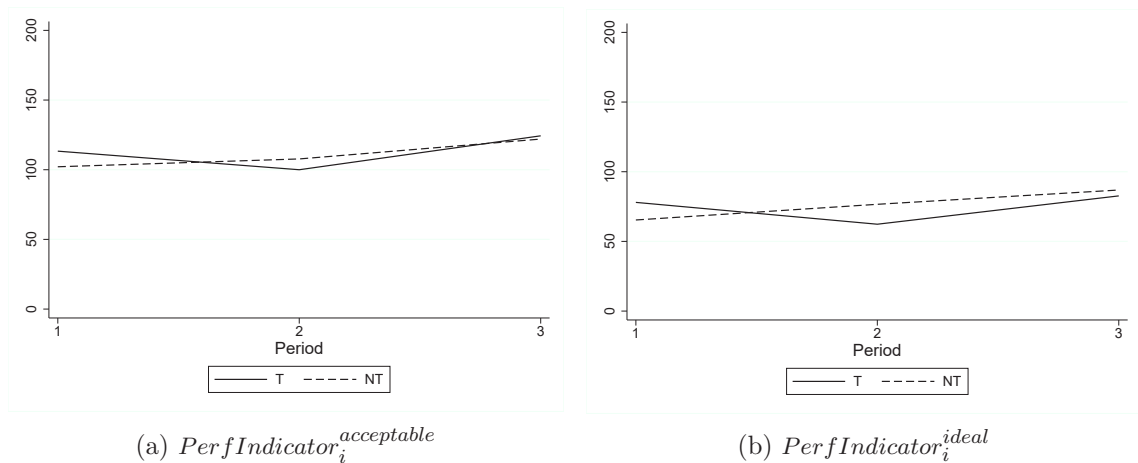 200
150
100
50
0
1 2 3
Period
T NT
(a) PerfIndicator_i^acceptable
200
150
100
50
0
1 2 3
Period
T NT
(b) PerfIndicator_i^ideal